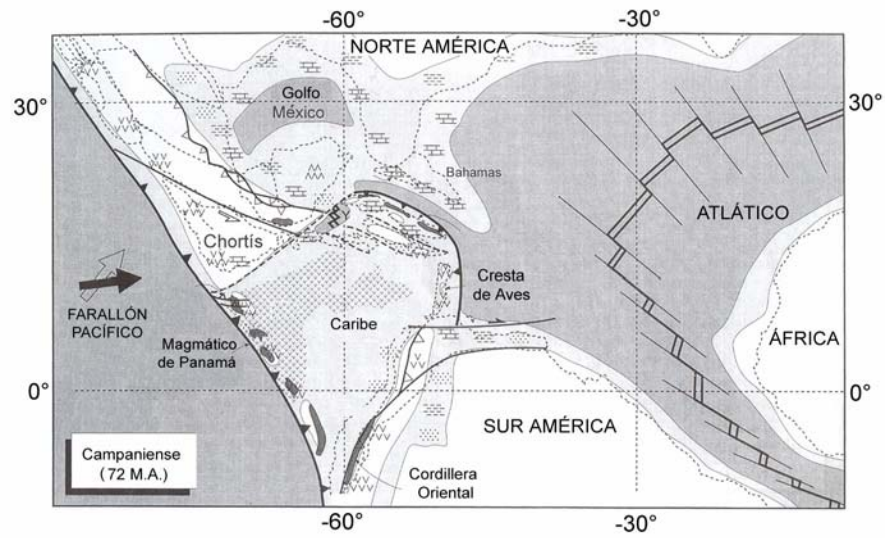 -60°
-30°
NORTE AMÉRICA
30°
Golfo
México
30°
Bahamas
ATLÁTICO
Chortís
Cresta
de Aves
FARALLÓN
PACÍFICO
Caribe
ÁFRICA
Magmático
de Panamá
0°
0°
SUR AMÉRICA
Campaniense
(72 M.A.)
Cordillera
Oriental
-60°
-30°